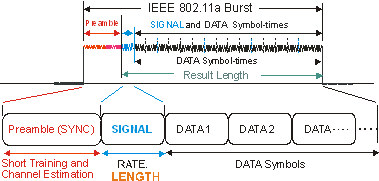 IEEE 802.11a Burst
Preamble
SIGNAL and DATA Symbol-times
DATA Symbol-times
Result Length
Preamble (SYNC)
SIGNAL
DATA1
DATA2
DATA
Short Training and
Channel Estimation
RATE.
LENGTH
DATA Symbols